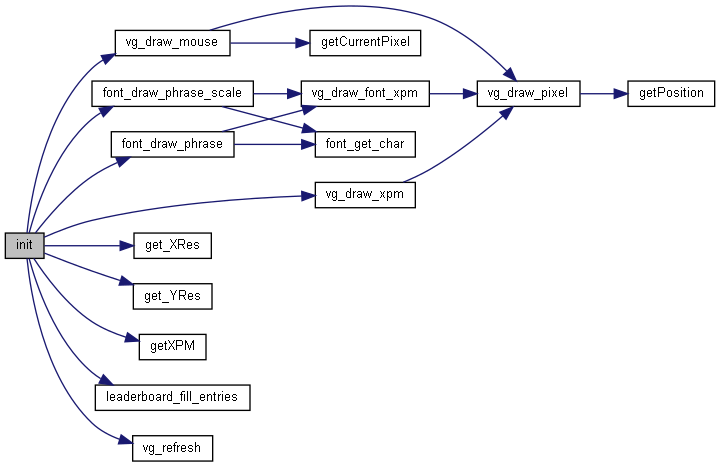 vg_draw_mouse
getCurrentPixel
font_draw_phrase_scale
vg_draw_font_xpm
vg_draw_pixel
getPosition
font_draw_phrase
font_get_char
vg_draw_xpm
init
get_XRes
get_YRes
getXPM
leaderboard_fill_entries
vg_refresh